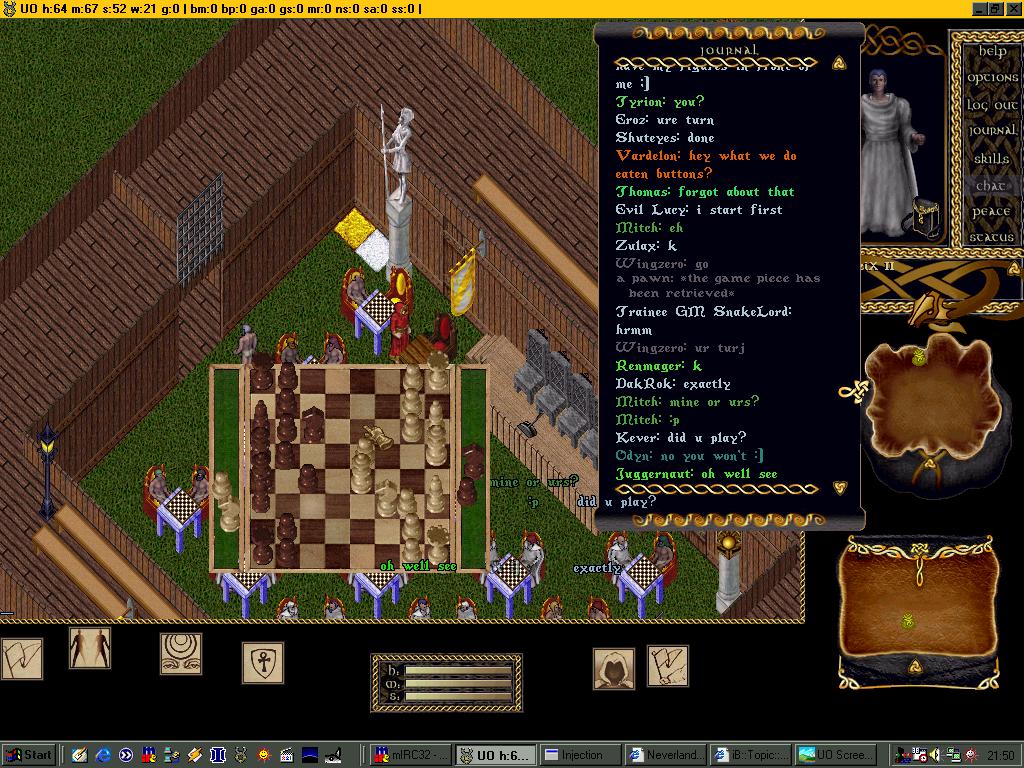 UO h:64 m:67 s:52 w:21 g:0 | bm:0 bp:0 ga:0 gs:0 mr:0 ns:0 sa:0 ss:0 |
JOURNAL
have my figures in front of
me ;]
Tyrion: you?
Eroz: ure turn
Shuteyes: done
Vardelon: hey what we do
eaten buttons?
Thomas: forgot about that
Evil Lucy: i start first
Mitch: eh
Zulax: k
Wingzero: go
a pawn: *the game piece has
been retrieved*
Trainee GM SnakeLord:
hrmm
Wingzero: ur turj
Renmager: k
DakRok: exactly
Mitch: mine or urs?
Mitch: :p
Kever: did u play?
Odyn: no you won't :]
Juggernaut: oh well see
help
options
log out
journal
skills
chat
peace
status
mine or urs?
:p
did u play?
oh well see
exactly
h:
m:
s:
Start
mIRC32 - ...
UO h:6...
Injection
Neverland...
iB::Topic::...
UO Scree...
21:50